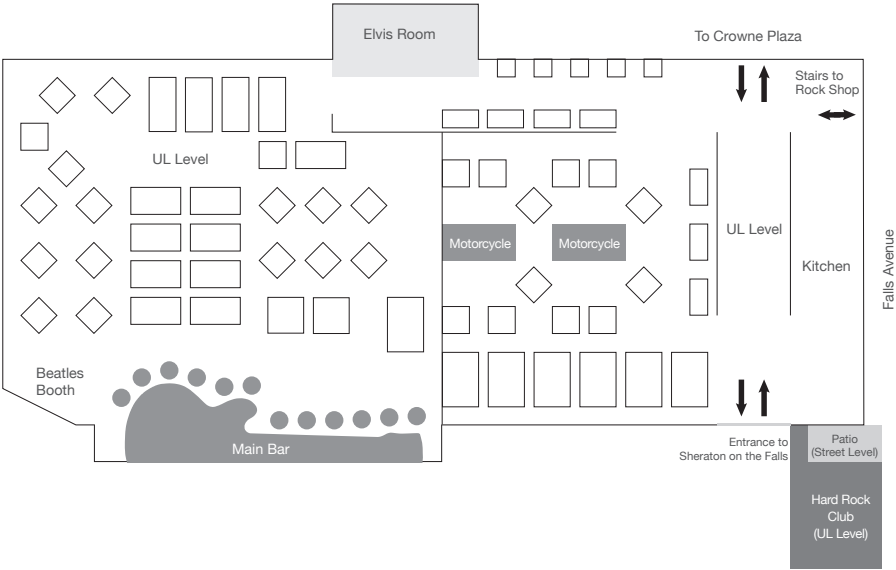 Elvis Room
To Crowne Plaza
Stairs to
Rock Shop
UL Level
Motorcycle
Motorcycle
UL Level
Kitchen
Falls Avenue
Beatles
Booth
Main Bar
Entrance to
Sheraton on the Falls
Patio
(Street Level)
Hard Rock
Club
(UL Level)